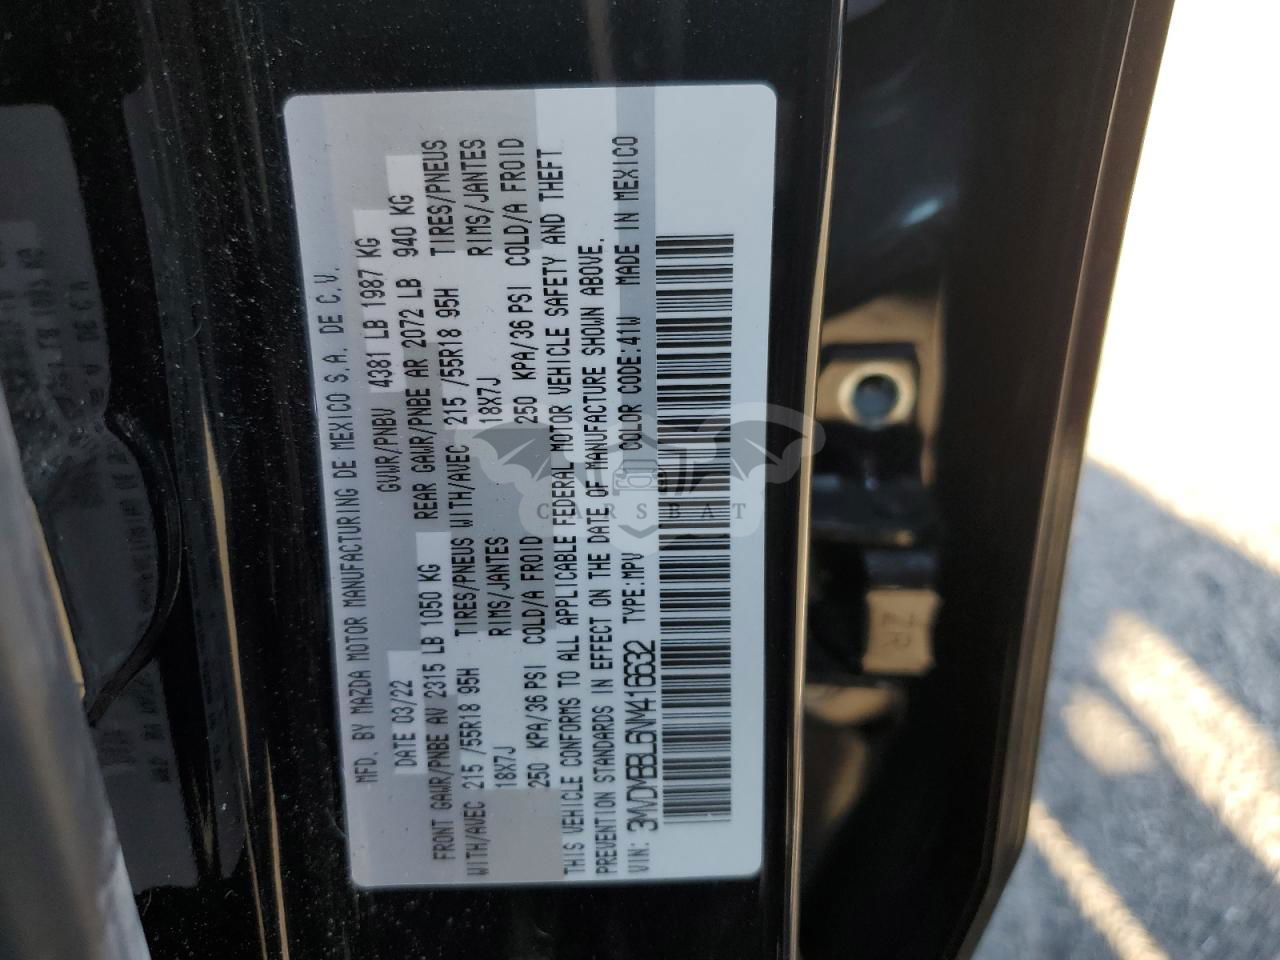 MFD. BY MAZDA MOTOR MANUFACTURING DE MEXICO S.A. DE C.V.
DATE 03/22 GVWR/PNBV 4381 LB 1987 KG
FRONT GAWR/PNBE AV 2315 LB 1050 KG REAR GAWR/PNBE AR 2072 LB 940 KG
WITH/AVEC 215 /55R18 95H TIRES/PNEUS WITH/AVEC 215 /55R18 95H TIRES/PNEUS
18X7J RIMS/JANTES 18X7J RIMS/JANTES
250 KPA/36 PSI COLD/A FROID 250 KPA/36 PSI COLD/A FROID
THIS VEHICLE CONFORMS TO ALL APPLICABLE FEDERAL MOTOR VEHICLE SAFETY AND THEFT
PREVENTION STANDARDS IN EFFECT ON THE DATE OF MANUFACTURE SHOWN ABOVE.
VIN: 3MVDMBBL6NM416632 TYPE:MPV COLOR CODE:41W MADE IN MEXICO
CARSBAT
ZR